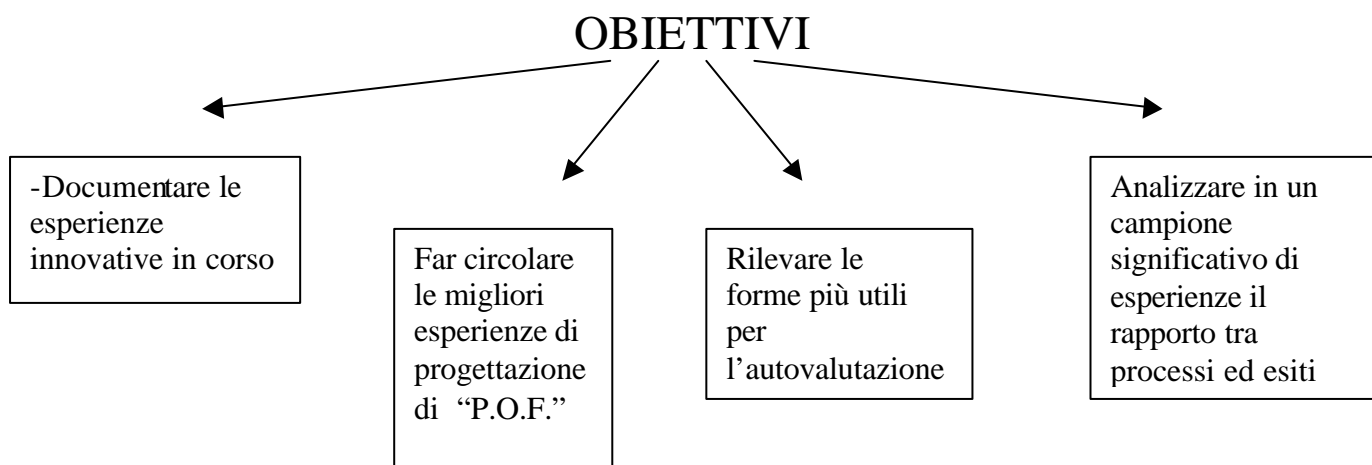 OBIETTIVI
-Documentare le
esperienze
innovative in corso
Far circolare
le migliori
esperienze di
progettazione
di “P.O.F.”
Rilevare le
forme più utili
per
l’autovalutazione
Analizzare in un
campione
significativo di
esperienze il
rapporto tra
processi ed esiti